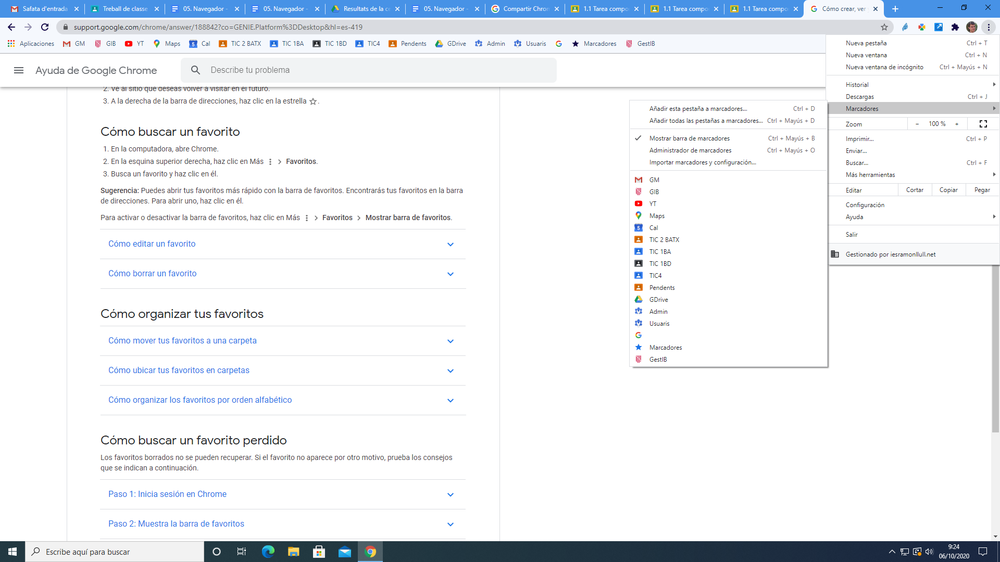 Safata d'entrada
Treball de classe
05. Navegador -
05. Navegador -
Resultats de la c
05. Navegador -
Compartir Chron
1.1 Tarea compo
1.1 Tarea compo
1.1 Tarea compo
Cómo crear, ver
support.google.com/chrome/answer/188842?co=GENIE.Platform%3DDesktop&hl=es-419
Aplicaciones GM GIB YT Maps Cal TIC 2 BATX TIC 1BA TIC 1BD TIC4 Pendents GDrive Admin Usuaris Marcadores GestIB
Ayuda de Google Chrome
Describe tu problema
2. Ve al sitio que deseas volver a visitar en el futuro.
3. A la derecha de la barra de direcciones, haz clic en la estrella .
Cómo buscar un favorito
1. En la computadora, abre Chrome.
2. En la esquina superior derecha, haz clic en Más > Favoritos.
3. Busca un favorito y haz clic en él.
Sugerencia: Puedes abrir tus favoritos más rápido con la barra de favoritos. Encontrarás tus favoritos en la barra
de direcciones. Para abrir uno, haz clic en él.
Para activar o desactivar la barra de favoritos, haz clic en Más > Favoritos > Mostrar barra de favoritos.
Cómo editar un favorito
Cómo borrar un favorito
Cómo organizar tus favoritos
Cómo mover tus favoritos a una carpeta
Cómo ubicar tus favoritos en carpetas
Cómo organizar los favoritos por orden alfabético
Cómo buscar un favorito perdido
Los favoritos borrados no se pueden recuperar. Si el favorito no aparece por otro motivo, prueba los consejos
que se indican a continuación.
Paso 1: Inicia sesión en Chrome
Paso 2: Muestra la barra de favoritos
Añadir esta pestaña a marcadores... Ctrl + D
Añadir todas las pestañas a marcadores... Ctrl + Mayús + D
Mostrar barra de marcadores Ctrl + Mayús + B
Administrador de marcadores Ctrl + Mayús + O
Importar marcadores y configuración...
GM
GIB
YT
Maps
5 Cal
TIC 2 BATX
TIC 1BA
TIC 1BD
TIC4
Pendents
GDrive
Admin
Usuaris
Marcadores
GestIB
Nueva pestaña Ctrl + T
Nueva ventana Ctrl + N
Nueva ventana de incógnito Ctrl + Mayús + N
Historial
Descargas Ctrl + J
Marcadores
Zoom − 100 % +
Imprimir... Ctrl + P
Enviar...
Buscar... Ctrl + F
Más herramientas
Editar Cortar Copiar Pegar
Configuración
Ayuda
Salir
Gestionado por iesramonllull.net
Escribe aquí para buscar
9:24
06/10/2020